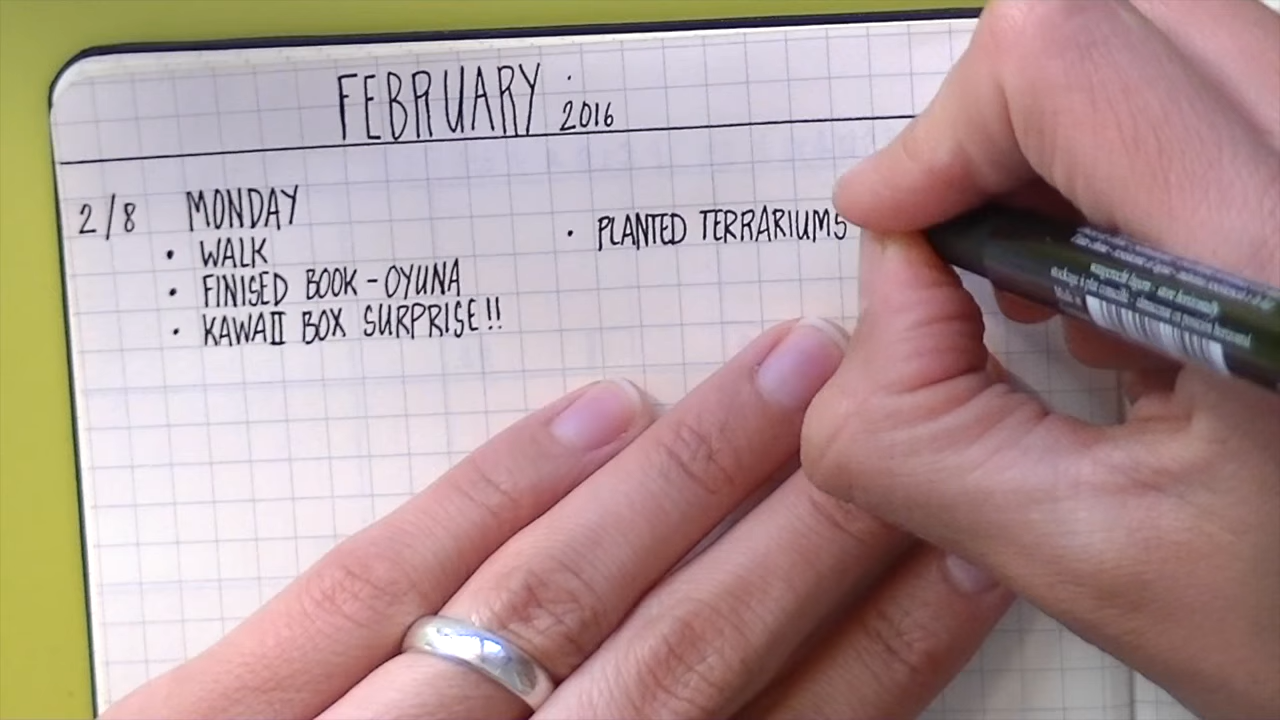 FEBRUARY 2016
2/8 MONDAY
• WALK
• FINISED BOOK - OYUNA
• KAWAII BOX SURPRISE!!
• PLANTED TERRARIUMS